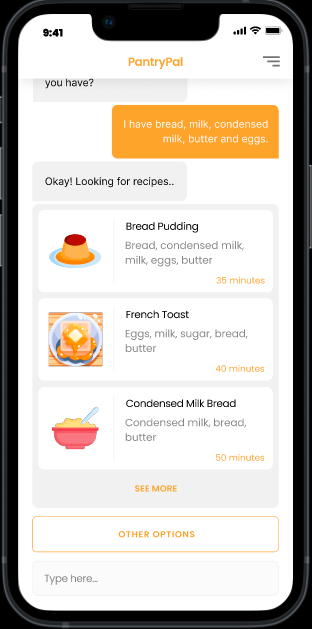 9:41
PantryPal
you have?
I have bread, milk, condensed
milk, butter and eggs.
Okay! Looking for recipes..
Bread Pudding
Bread, condensed milk,
milk, eggs, butter
35 minutes
French Toast
Eggs, milk, sugar, bread,
butter
40 minutes
Condensed Milk Bread
Condensed milk, bread,
butter
50 minutes
SEE MORE
OTHER OPTIONS
Type here...